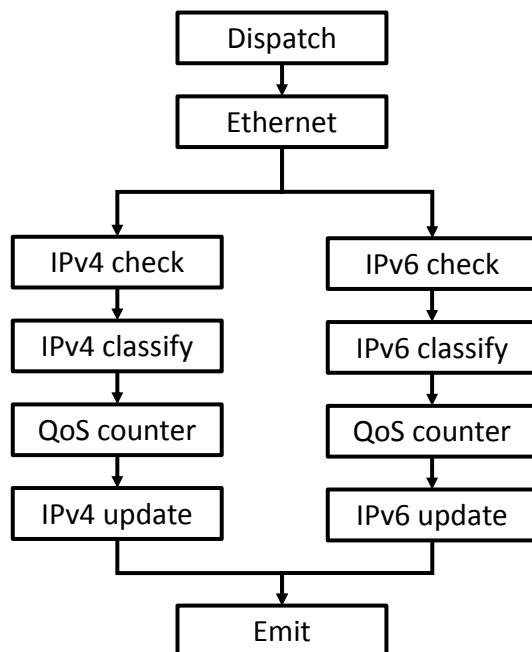 Dispatch
Ethernet
IPv4 check
IPv6 check
IPv4 classify
IPv6 classify
QoS counter
QoS counter
IPv4 update
IPv6 update
Emit